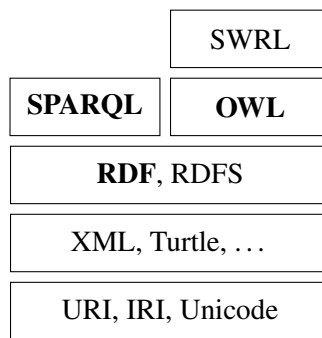 SWRL
SPARQL OWL
RDF, RDFS
XML, Turtle, ...
URI, IRI, Unicode